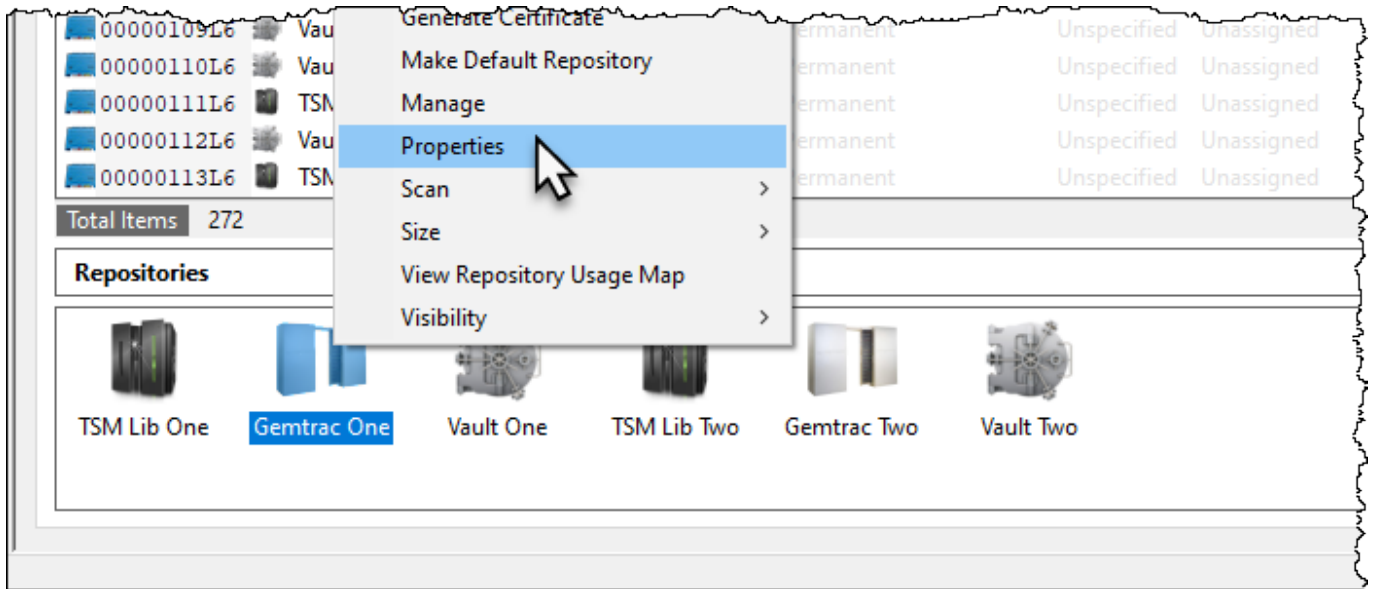 00000109L6 Vau Generate Certificate ermanent Unspecified Unassigned
00000110L6 Vau Make Default Repository ermanent Unspecified Unassigned
00000111L6 TSM Manage ermanent Unspecified Unassigned
00000112L6 Vau Properties ermanent Unspecified Unassigned
00000113L6 TSM Scan ermanent Unspecified Unassigned
Total Items 272 Size
Repositories View Repository Usage Map
Visibility
TSM Lib One Gemtrac One Vault One TSM Lib Two Gemtrac Two Vault Two